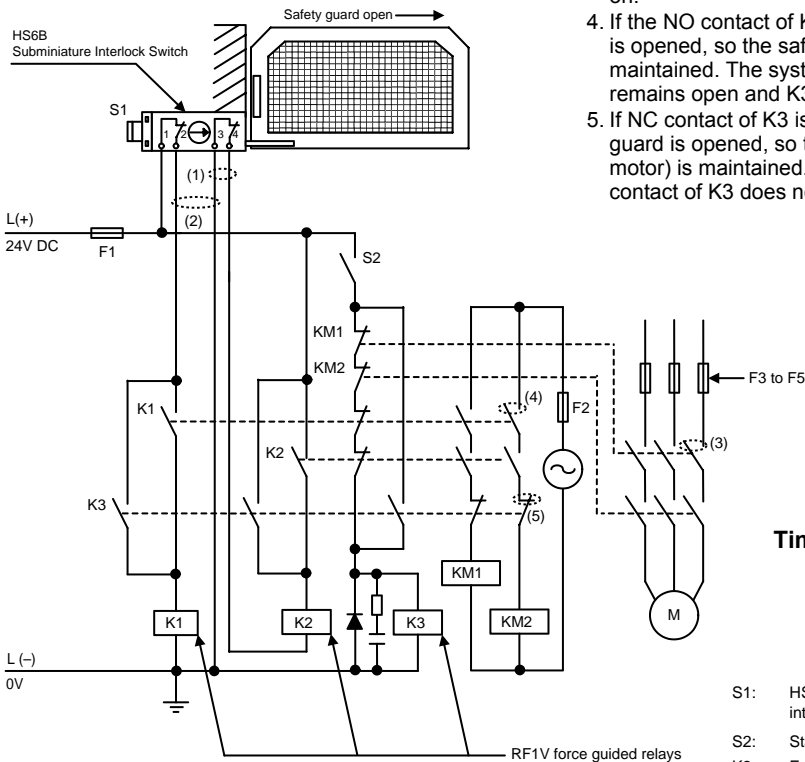 Safety guard open
HS6B
Subminiature Interlock Switch
on.
4. If the NO contact of K
is opened, so the saf
maintained. The syst
remains open and K3
5. If NC contact of K3 is
guard is opened, so t
motor) is maintained.
contact of K3 does n
S1
1 2 3 4
(1)
(2)
L(+)
24V DC
F1
S2
KM1
KM2
F3 to F5
K1
(4)
F2
(3)
K2
K3
(5)
Tin
KM1
K1
K2
K3
KM2
M
L (–)
0V
S1: HS
int
S2: St
RF1V force guided relays